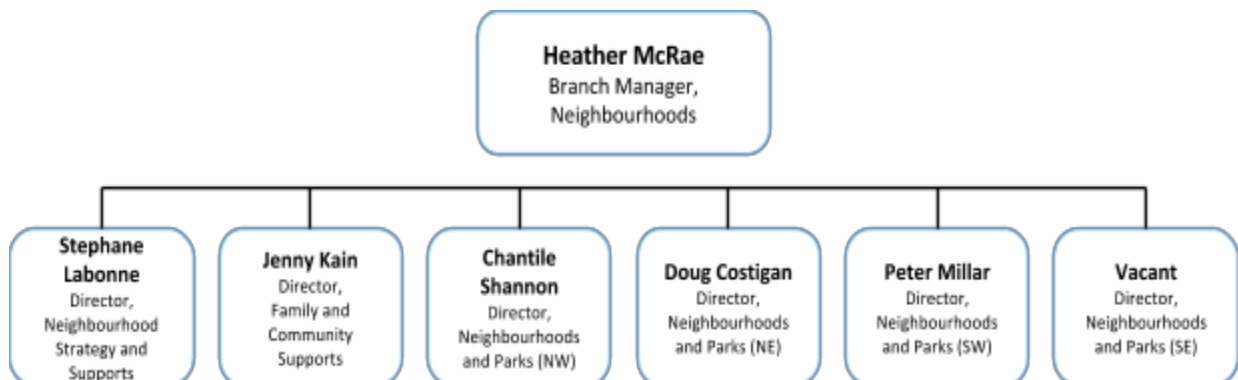 Heather McRae
Branch Manager,
Neighbourhoods
Stephane
Labonne
Director,
Neighbourhood
Strategy and
Supports
Jenny Kain
Director,
Family and
Community
Supports
Chantile
Shannon
Director,
Neighbourhoods
and Parks (NW)
Doug Costigan
Director,
Neighbourhoods
and Parks (NE)
Peter Millar
Director,
Neighbourhoods
and Parks (SW)
Vacant
Director,
Neighbourhoods
and Parks (SE)